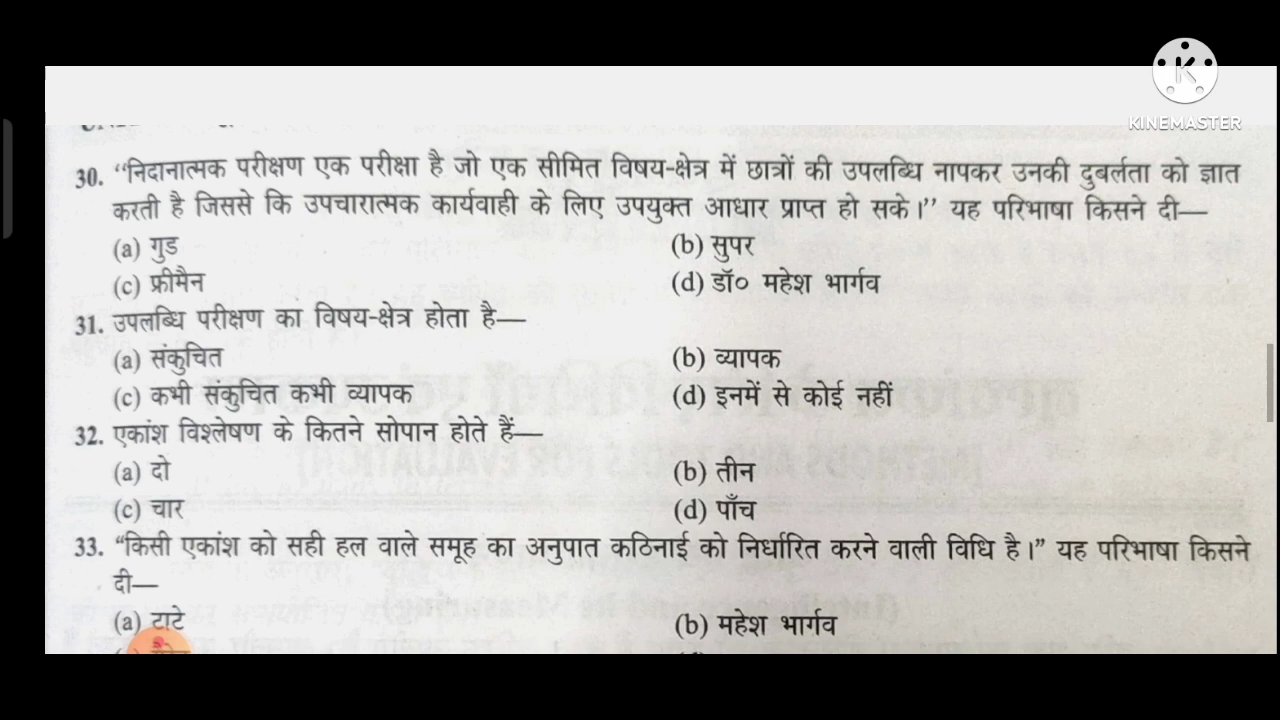 KINEMASTER
30. “निदानात्मक परीक्षण एक परीक्षा है जो एक सीमित विषय-क्षेत्र में छात्रों की उपलब्धि नापकर उनकी दुबर्लता को ज्ञात
करती है जिससे कि उपचारात्मक कार्यवाही के लिए उपयुक्त आधार प्राप्त हो सके।” यह परिभाषा किसने दी—
(a) गुड (b) सुपर
(c) फ्रीमैन (d) डॉ० महेश भार्गव
31. उपलब्धि परीक्षण का विषय-क्षेत्र होता है—
(a) संकुचित (b) व्यापक
(c) कभी संकुचित कभी व्यापक (d) इनमें से कोई नहीं
32. एकांश विश्लेषण के कितने सोपान होते हैं—
(a) दो (b) तीन
(c) चार (d) पाँच
33. “किसी एकांश को सही हल वाले समूह का अनुपात कठिनाई को निर्धारित करने वाली विधि है।” यह परिभाषा किसने
दी—
(a) टाटे (b) महेश भार्गव